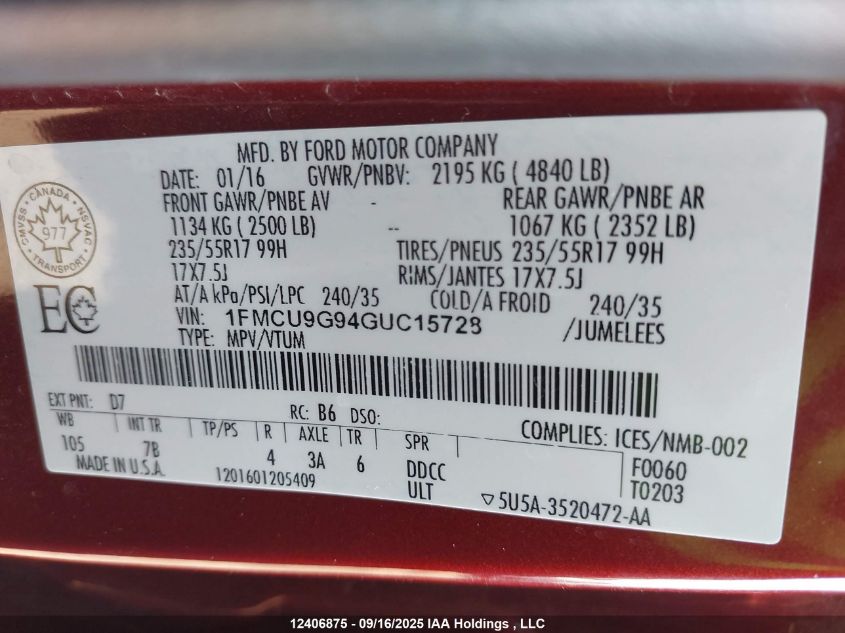 MFD. BY FORD MOTOR COMPANY
DATE: 01/16 GVWR/PNBV: 2195 KG ( 4840 LB)
FRONT GAWR/PNBE AV - REAR GAWR/PNBE AR
1134 KG ( 2500 LB) -- 1067 KG ( 2352 LB)
235/55R17 99H TIRES/PNEUS 235/55R17 99H
17X7.5J RIMS/JANTES 17X7.5J
AT/A kPa/PSI/LPC 240/35 COLD/A FROID 240/35
VIN: 1FMCU9G94GUC15728 /JUMELEES
TYPE: MPV/VTUM
CANADA
CMVSS NSVAC
977
TRANSPORT
EC
EXT PNT: D7 RC: B6 DSO:
COMPLIES: ICES/NMB-002
WB INT TR TP/PS R AXLE TR SPR
105 7B 4 3A 6 DDCC F0060
MADE IN U.S.A. ULT T0203
1201601205409
▽5U5A-3520472-AA
12406875 - 09/16/2025 IAA Holdings , LLC